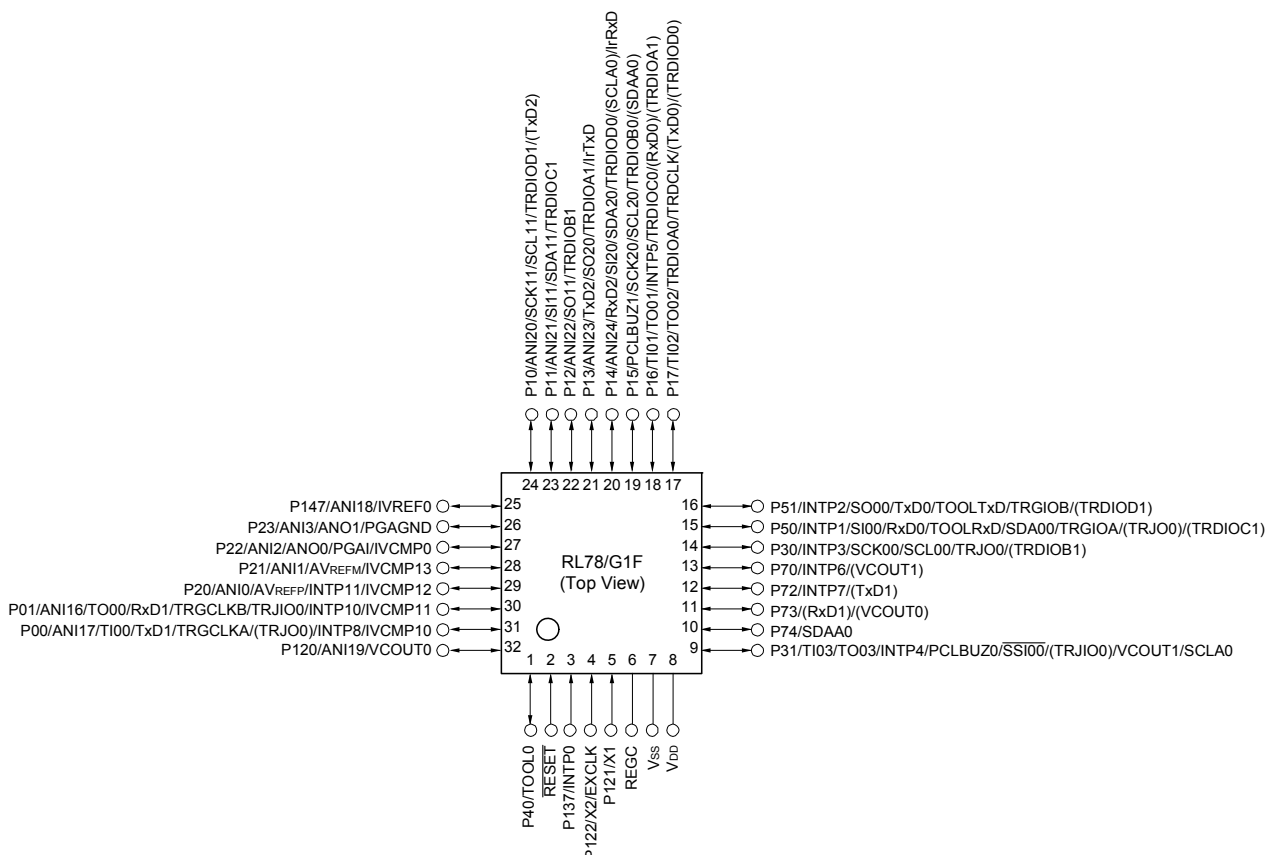 P10/ANI20/SCK11/SCL11/TRDIOD1/(TxD2)
P11/ANI21/SI11/SDA11/TRDIOC1
P12/ANI22/SO11/TRDIOB1
P13/ANI23/TxD2/SO20/TRDIOA1/IrTxD
P14/ANI24/RxD2/SI20/SDA20/TRDIOD0/(SCLA0)/IrRxD
P15/PCLBUZ1/SCK20/SCL20/TRDIOB0/(SDAA0)
P16/TI01/TO01/INTP5/TRDIOC0/(RxD0)/(TRDIOA1)
P17/TI02/TO02/TRDIOA0/TRDCLK/(TxD0)/(TRDIOD0)
24 23 22 21 20 19 18 17
P147/ANI18/IVREF0 25
P23/ANI3/ANO1/PGAGND 26
P22/ANI2/ANO0/PGAI/IVCMP0 27
P21/ANI1/AVREFM/IVCMP13 28
P20/ANI0/AVREFP/INTP11/IVCMP12 29
P01/ANI16/TO00/RxD1/TRGCLKB/TRJIO0/INTP10/IVCMP11 30
P00/ANI17/TI00/TxD1/TRGCLKA/(TRJO0)/INTP8/IVCMP10 31
P120/ANI19/VCOUT0 32
RL78/G1F
(Top View)
16 P51/INTP2/SO00/TxD0/TOOLTxD/TRGIOB/(TRDIOD1)
15 P50/INTP1/SI00/RxD0/TOOLRxD/SDA00/TRGIOA/(TRJO0)/(TRDIOC1)
14 P30/INTP3/SCK00/SCL00/TRJO0/(TRDIOB1)
13 P70/INTP6/(VCOUT1)
12 P72/INTP7/(TxD1)
11 P73/(RxD1)/(VCOUT0)
10 P74/SDAA0
9 P31/TI03/TO03/INTP4/PCLBUZ0/SSI00/(TRJIO0)/VCOUT1/SCLA0
1 2 3 4 5 6 7 8
P40/TOOL0
RESET
P137/INTP0
P122/X2/EXCLK
P121/X1
REGC
VSS
VDD